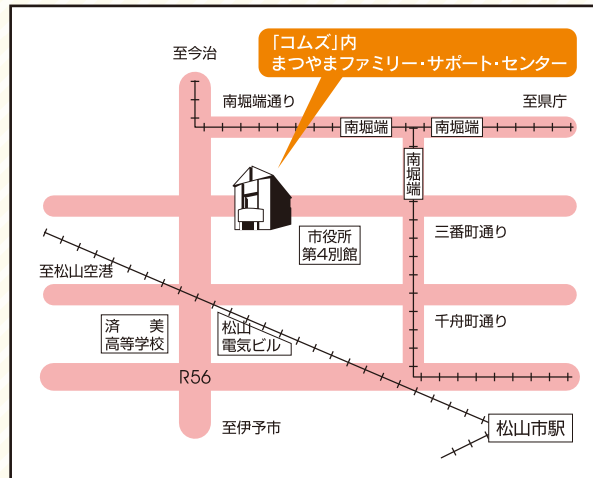 「コムズ」内
まつやまファミリー・サポート・センター
至今治
南堀端通り
至県庁
南堀端
南堀端
南堀端
市役所
第4別館
三番町通り
至松山空港
済　美
高等学校
松山
電気ビル
千舟町通り
R56
至伊予市
松山市駅